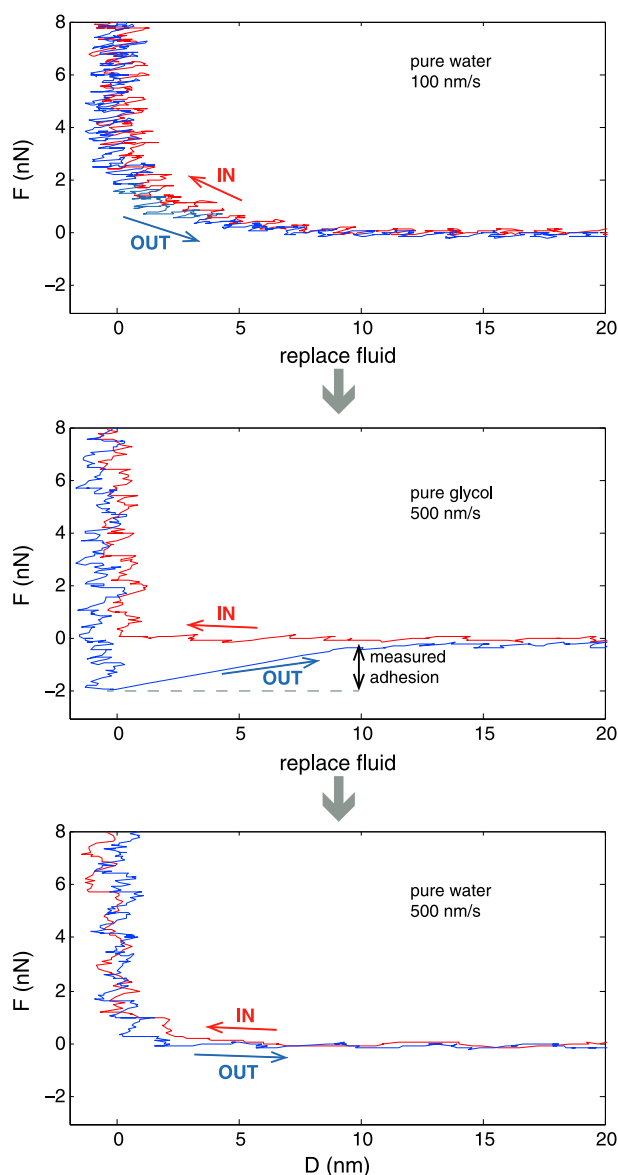 8
6
4
2
0
−2
F (nN)
pure water
100 nm/s
IN
OUT
0 5 10 15 20
replace fluid
8
6
4
2
0
−2
F (nN)
pure glycol
500 nm/s
IN
OUT
measured
adhesion
0 5 10 15 20
replace fluid
8
6
4
2
0
−2
F (nN)
pure water
500 nm/s
IN
OUT
0 5 10 15 20
D (nm)